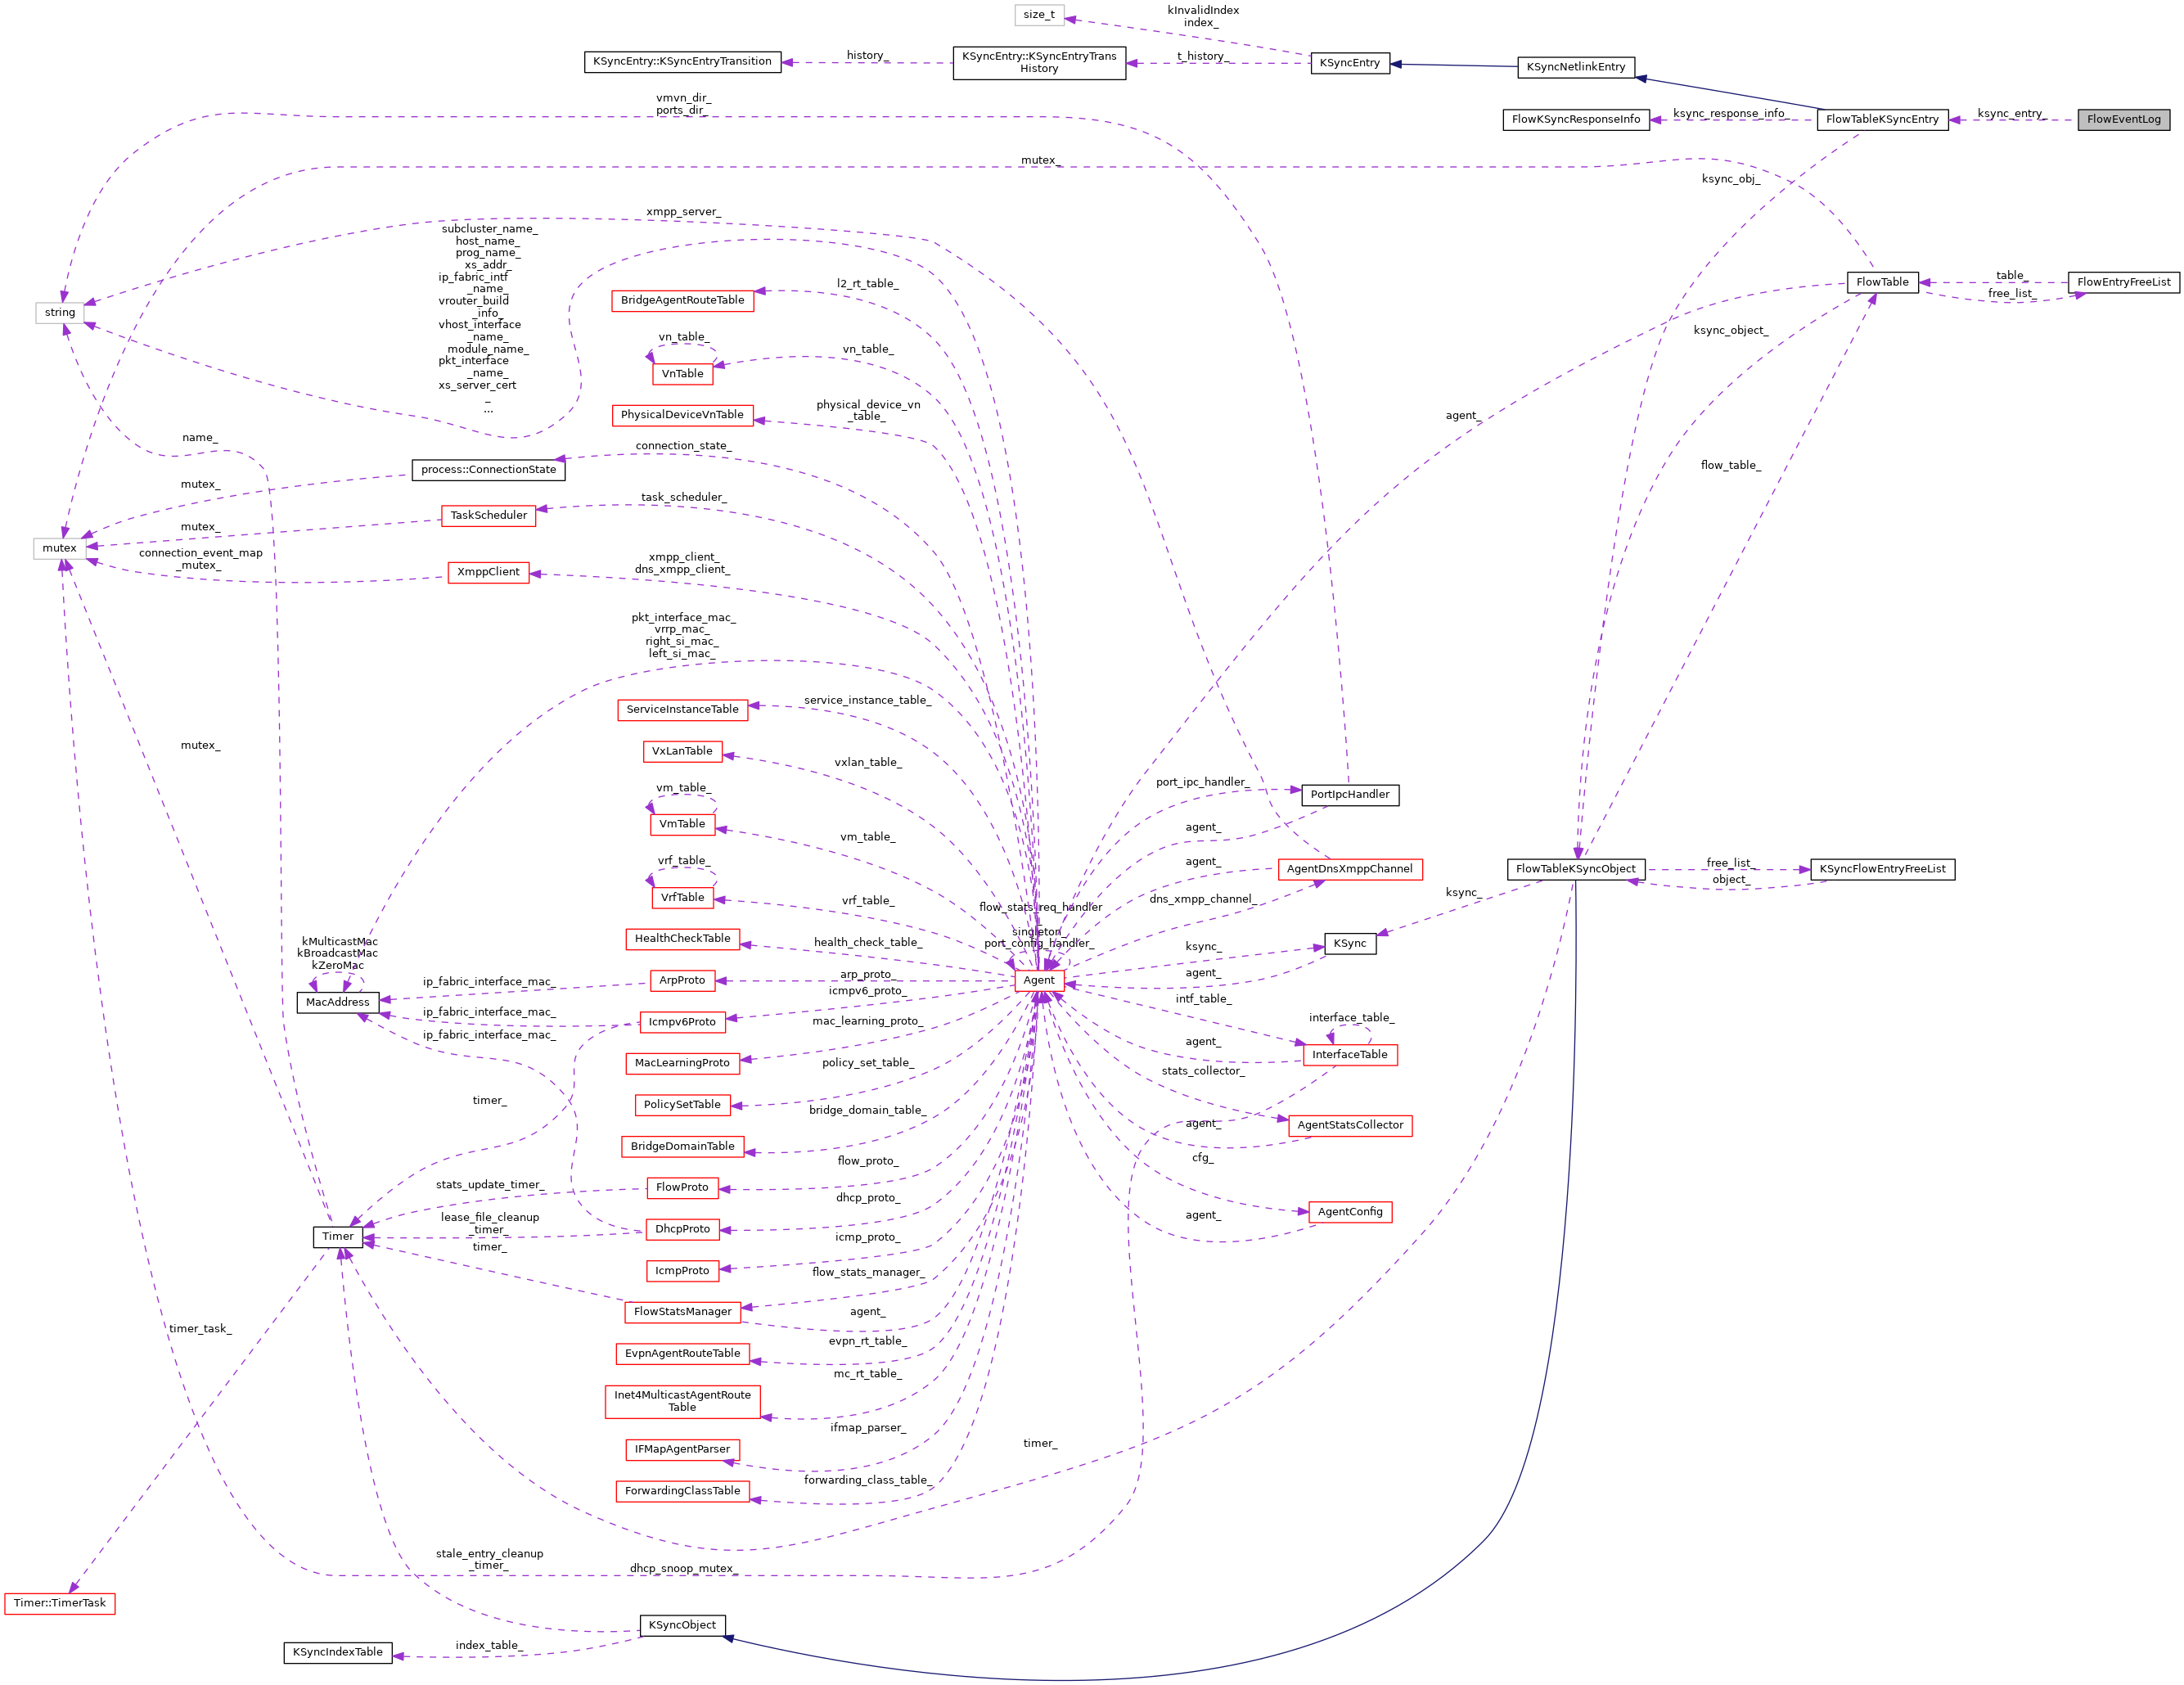 size_t
kInvalidIndex
index_
KSyncEntry::KSyncEntryTransition
history_
KSyncEntry::KSyncEntryTrans
History
t_history_
KSyncEntry
KSyncNetlinkEntry
vmvn_dir_
ports_dir_
FlowKSyncResponseInfo
ksync_response_info_
FlowTableKSyncEntry
ksync_entry_
FlowEventLog
mutex_
ksync_obj_
xmpp_server_
subcluster_name_
host_name_
prog_name_
xs_addr_
ip_fabric_intf
_name_
vrouter_build
_info_
vhost_interface
_name_
module_name_
pkt_interface
_name_
xs_server_cert
_
...
string
BridgeAgentRouteTable
l2_rt_table_
FlowTable
table_
free_list_
FlowEntryFreeList
vn_table_
VnTable
vn_table_
ksync_object_
PhysicalDeviceVnTable
physical_device_vn
_table_
agent_
name_
process::ConnectionState
connection_state_
flow_table_
mutex_
TaskScheduler
task_scheduler_
mutex_
mutex
connection_event_map
_mutex_
XmppClient
xmpp_client_
dns_xmpp_client_
pkt_interface_mac_
vrrp_mac_
right_si_mac_
left_si_mac_
ServiceInstanceTable
service_instance_table_
mutex_
VxLanTable
vxlan_table_
vm_table_
VmTable
vm_table_
port_ipc_handler_
PortIpcHandler
agent_
vrf_table_
VrfTable
vrf_table_
agent_
AgentDnsXmppChannel
dns_xmpp_channel_
FlowTableKSyncObject
free_list_
object_
KSyncFlowEntryFreeList
ksync_
flow_stats_req_handler
_
singleton_
port_config_handler_
HealthCheckTable
health_check_table_
ksync_
KSync
agent_
kMulticastMac
kBroadcastMac
kZeroMac
MacAddress
ip_fabric_interface_mac_
ArpProto
arp_proto_
Agent
ip_fabric_interface_mac_
Icmpv6Proto
icmpv6_proto_
intf_table_
interface_table_
InterfaceTable
agent_
ip_fabric_interface_mac_
MacLearningProto
mac_learning_proto_
stats_collector_
timer_
PolicySetTable
policy_set_table_
AgentStatsCollector
agent_
BridgeDomainTable
bridge_domain_table_
cfg_
stats_update_timer_
FlowProto
flow_proto_
AgentConfig
agent_
Timer
lease_file_cleanup
_timer_
DhcpProto
dhcp_proto_
timer_
IcmpProto
icmp_proto_
FlowStatsManager
flow_stats_manager_
agent_
timer_task_
EvpnAgentRouteTable
evpn_rt_table_
Inet4MulticastAgentRoute
Table
mc_rt_table_
IFMapAgentParser
ifmap_parser_
timer_
ForwardingClassTable
forwarding_class_table_
stale_entry_cleanup
_timer_
dhcp_snoop_mutex_
Timer::TimerTask
KSyncObject
KSyncIndexTable
index_table_